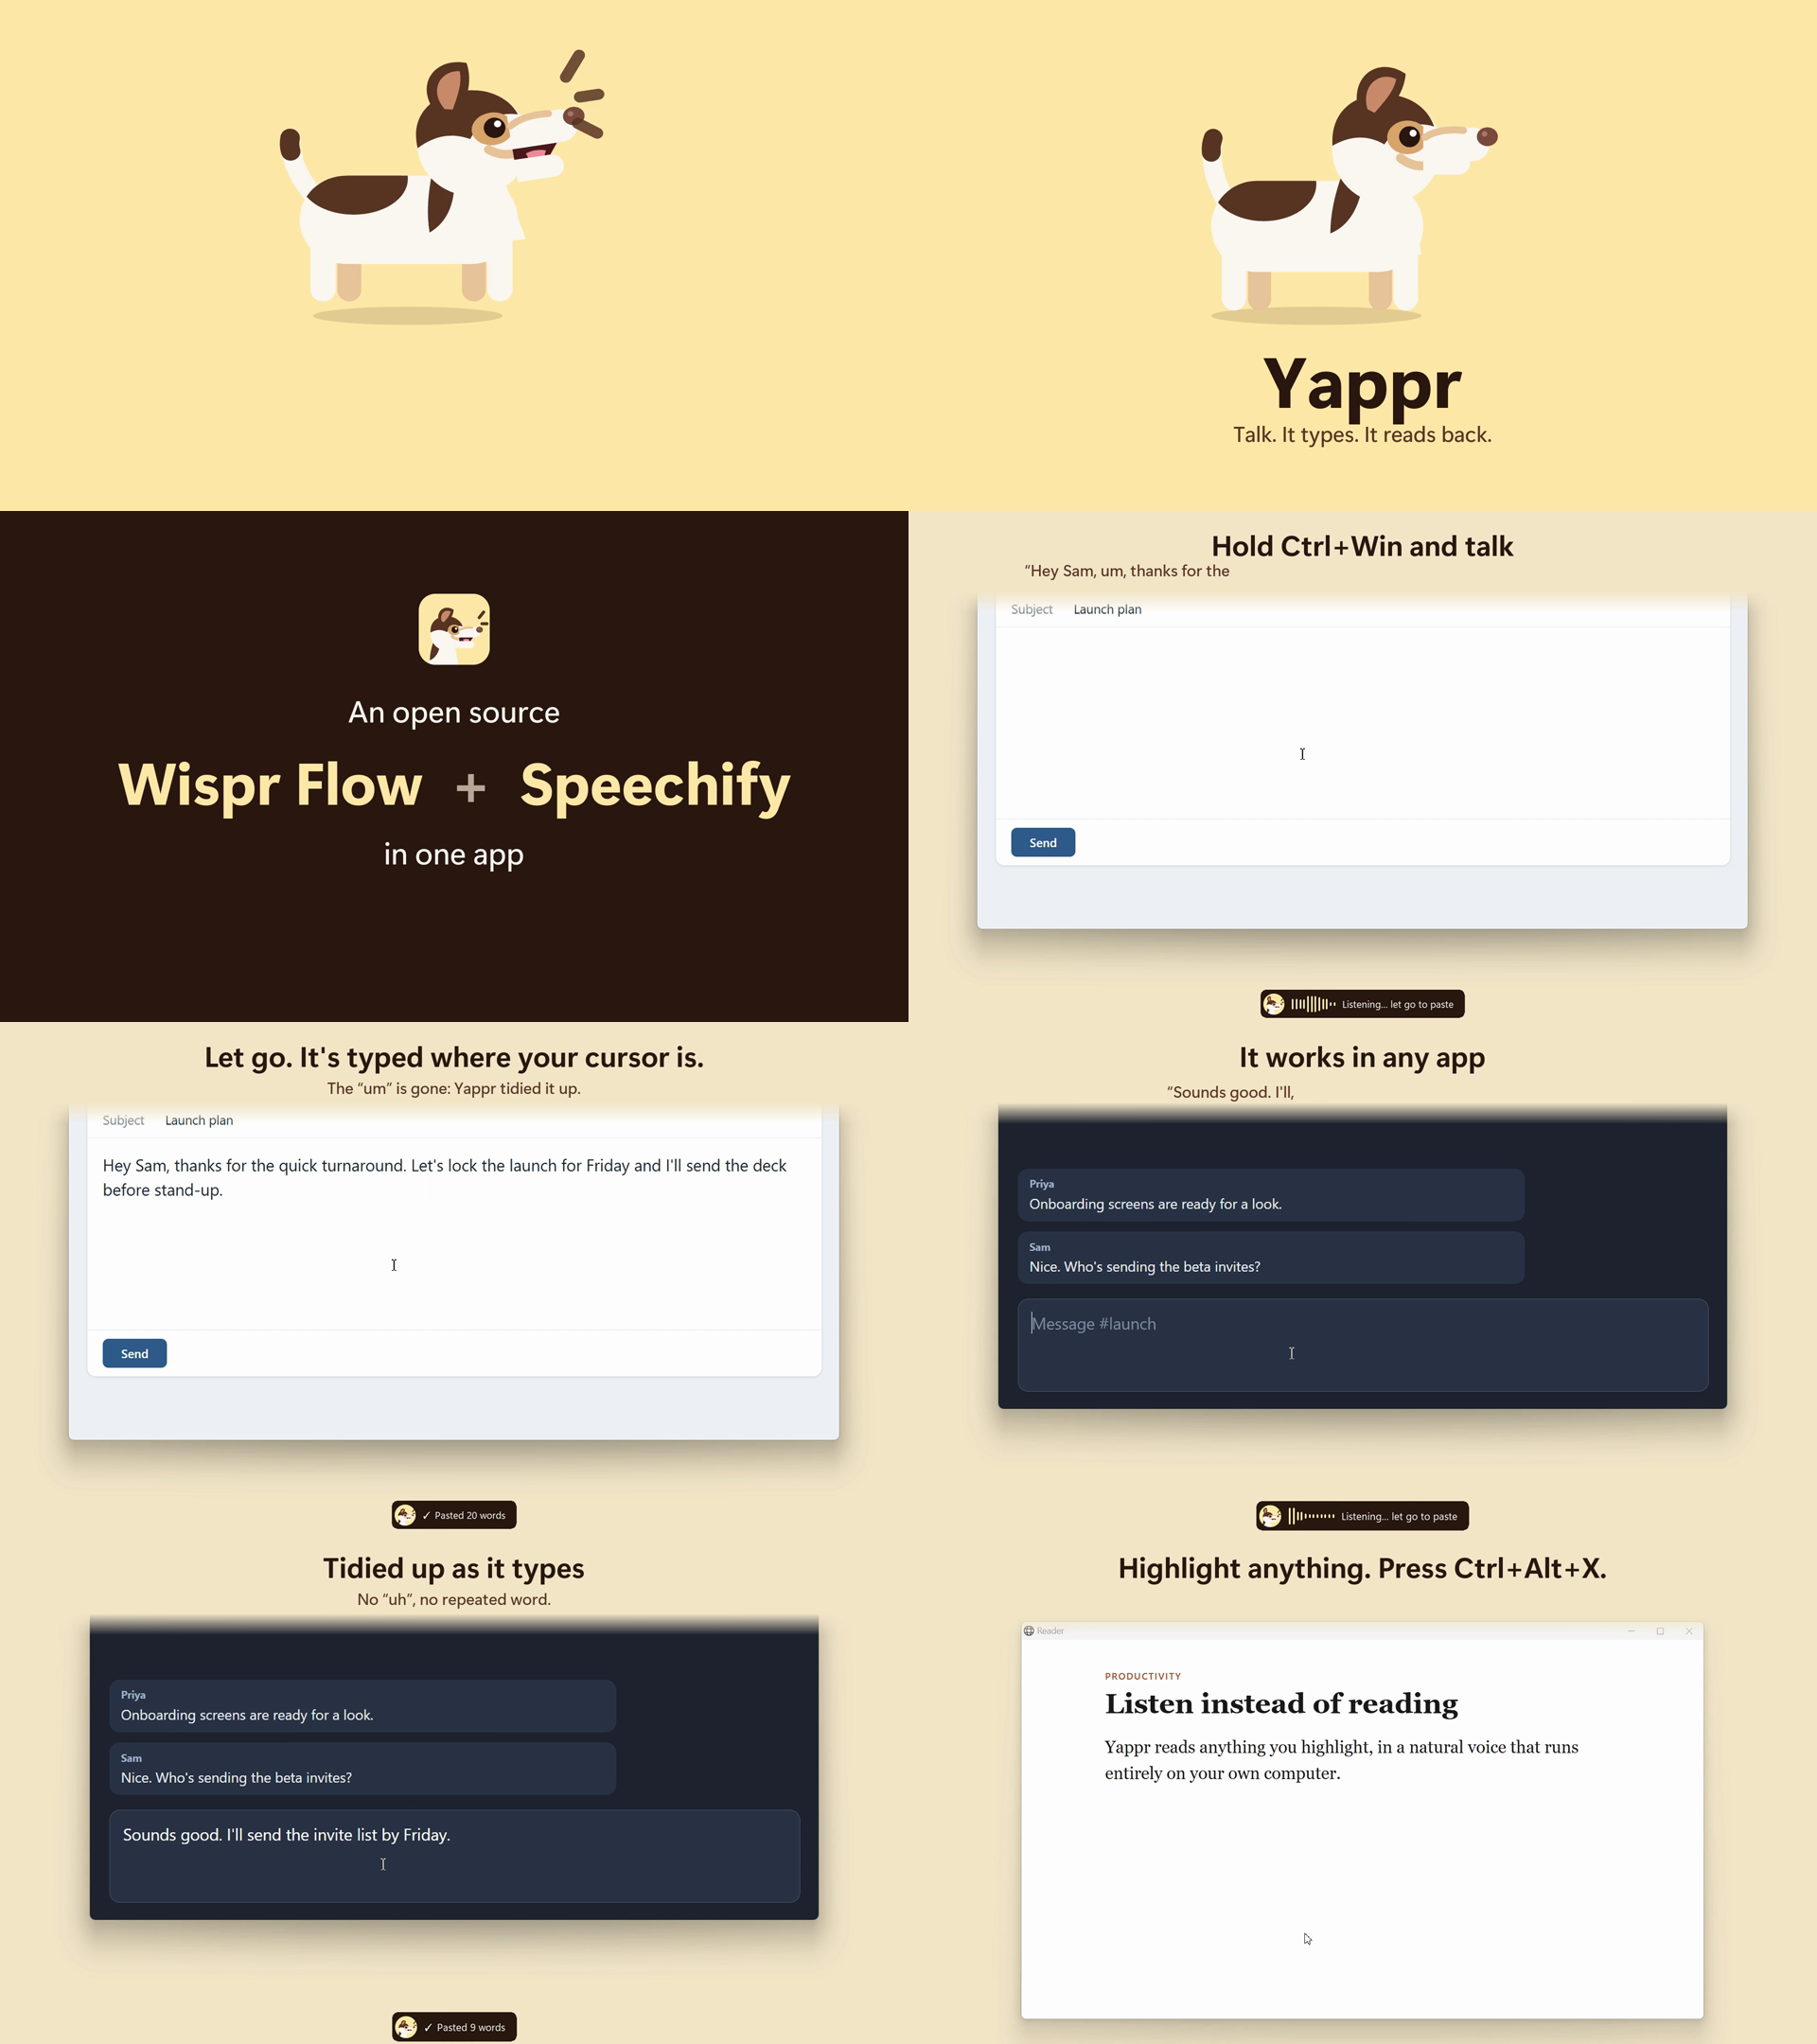 Yappr
Talk. It types. It reads back.
An open source
Wispr Flow + Speechify
in one app
Hold Ctrl+Win and talk
“Hey Sam, um, thanks for the
Subject Launch plan
Send
Listening... let go to paste
Let go. It's typed where your cursor is.
The “um” is gone: Yappr tidied it up.
Subject Launch plan
Hey Sam, thanks for the quick turnaround. Let's lock the launch for Friday and I'll send the deck
before stand-up.
Send
✓ Pasted 20 words
It works in any app
“Sounds good. I'll,
Priya
Onboarding screens are ready for a look.
Sam
Nice. Who's sending the beta invites?
Message #launch
Listening... let go to paste
Tidied up as it types
No “uh”, no repeated word.
Priya
Onboarding screens are ready for a look.
Sam
Nice. Who's sending the beta invites?
Sounds good. I'll send the invite list by Friday.
✓ Pasted 9 words
Highlight anything. Press Ctrl+Alt+X.
Reader
PRODUCTIVITY
Listen instead of reading
Yappr reads anything you highlight, in a natural voice that runs
entirely on your own computer.